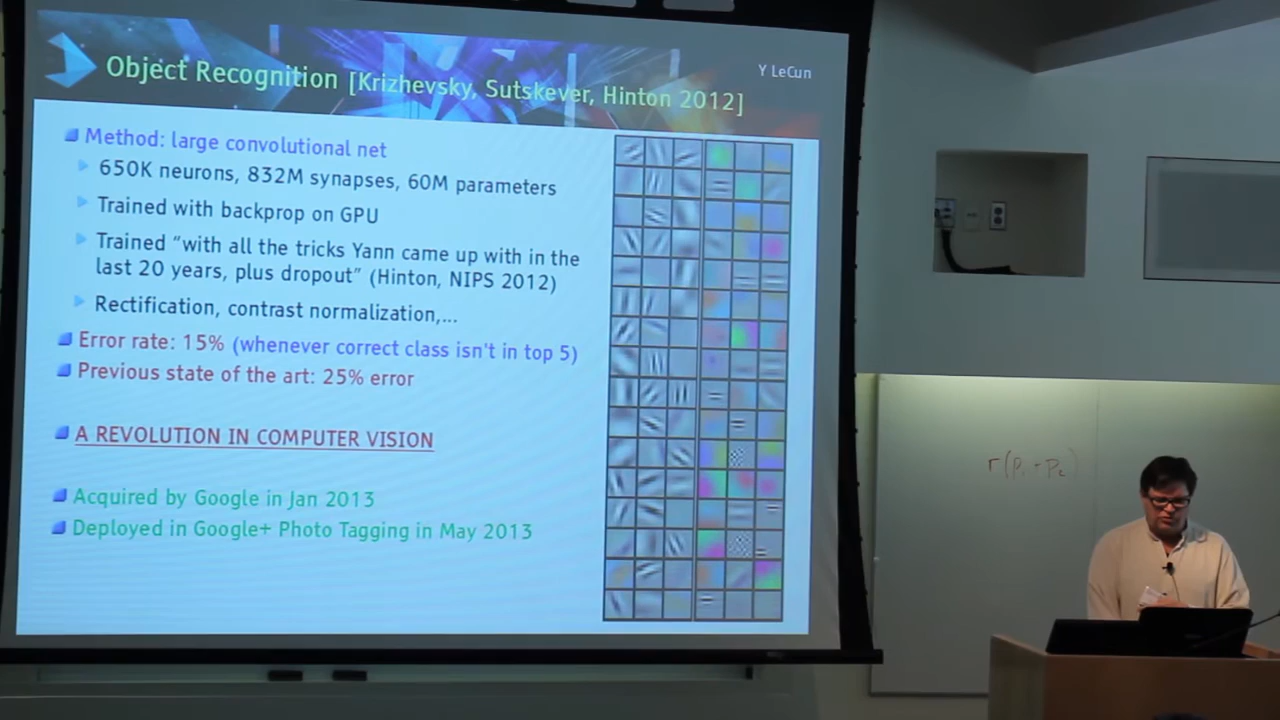 Object Recognition [Krizhevsky, Sutskever, Hinton 2012]
Y LeCun
Method: large convolutional net
650K neurons, 832M synapses, 60M parameters
Trained with backprop on GPU
Trained “with all the tricks Yann came up with in the
last 20 years, plus dropout” (Hinton, NIPS 2012)
Rectification, contrast normalization,...
Error rate: 15% (whenever correct class isn't in top 5)
Previous state of the art: 25% error
A REVOLUTION IN COMPUTER VISION
Acquired by Google in Jan 2013
Deployed in Google+ Photo Tagging in May 2013
r(p₁ + p₂)